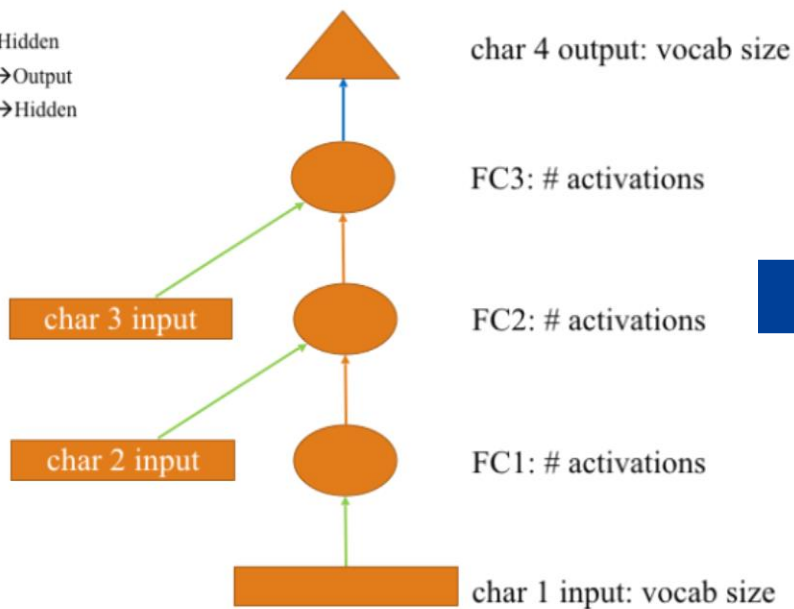 Hidden
→Output
→Hidden
char 4 output: vocab size
FC3: # activations
char 3 input
FC2: # activations
char 2 input
FC1: # activations
char 1 input: vocab size